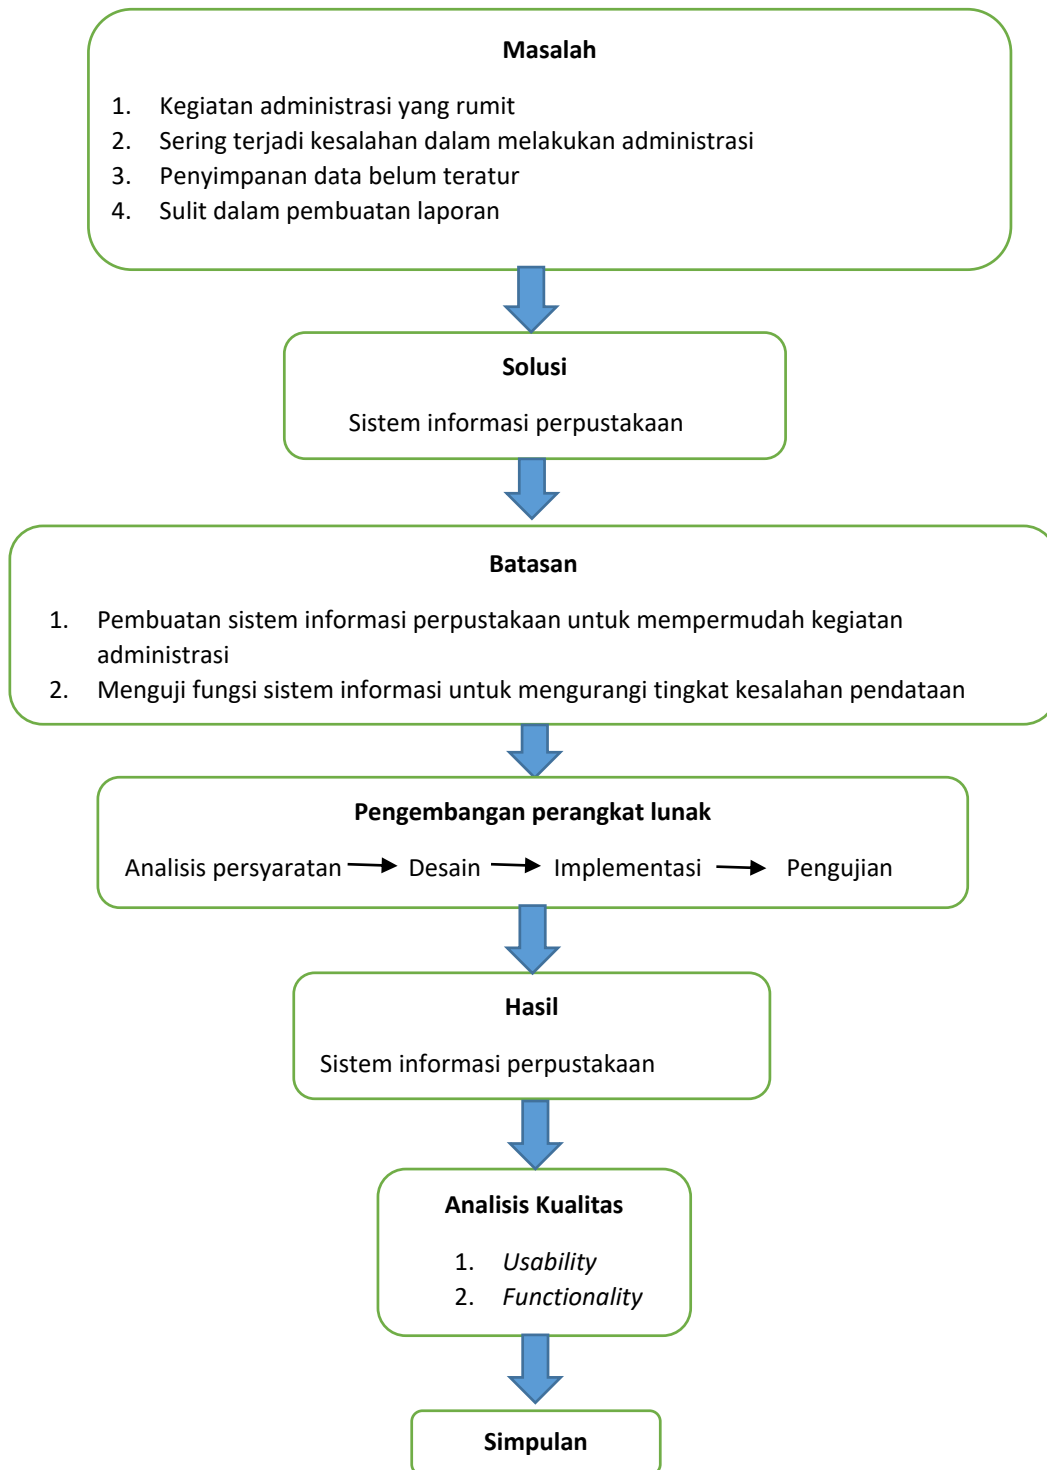 Masalah
1. Kegiatan administrasi yang rumit
2. Sering terjadi kesalahan dalam melakukan administrasi
3. Penyimpanan data belum teratur
4. Sulit dalam pembuatan laporan
Solusi
Sistem informasi perpustakaan
Batasan
1. Pembuatan sistem informasi perpustakaan untuk mempermudah kegiatan
administrasi
2. Menguji fungsi sistem informasi untuk mengurangi tingkat kesalahan pendataan
Pengembangan perangkat lunak
Analisis persyaratan Desain Implementasi Pengujian
Hasil
Sistem informasi perpustakaan
Analisis Kualitas
1. Usability
2. Functionality
Simpulan